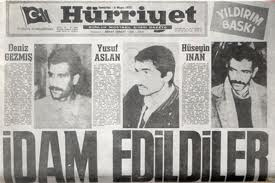 Hürriyet
YILDIRIM
BASKI
Deniz
GEZMİŞ
Yusuf
ASLAN
Hüseyin
İNAN
İDAM EDİLDİLER